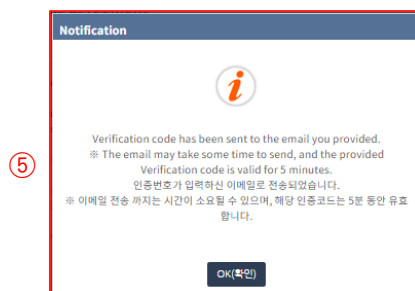 Notification
Verification code has been sent to the email you provided.
※ The email may take some time to send, and the provided
Verification code is valid for 5 minutes.
인증번호가 입력하신 이메일로 전송되었습니다.
※ 이메일 전송 까지는 시간이 소요될 수 있으며, 해당 인증코드는 5분 동안 유효
합니다.
⑤
OK(확인)